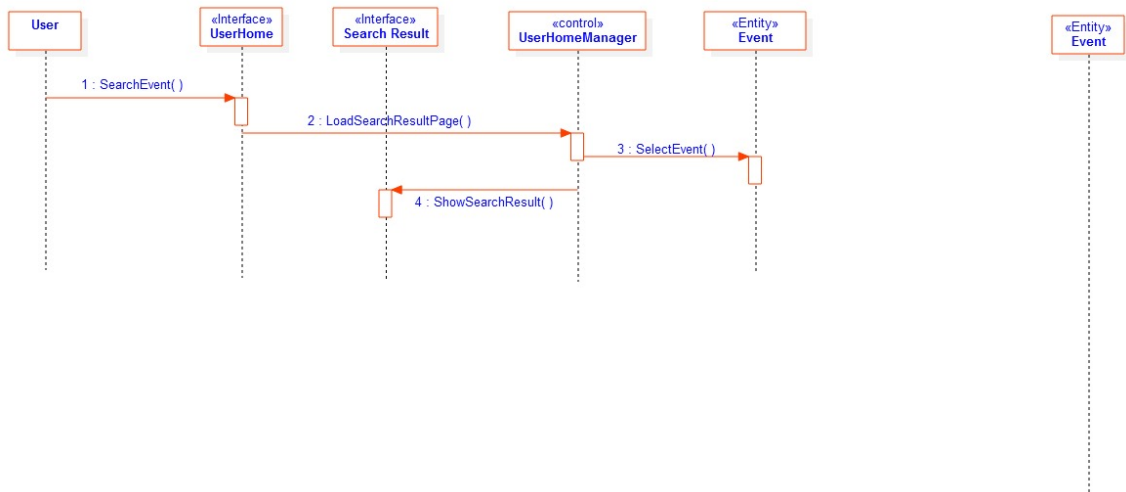 User
«Interface»
UserHome
«Interface»
Search Result
«control»
UserHomeManager
«Entity»
Event
«Entity»
Event
1 : SearchEvent( )
2 : LoadSearchResultPage( )
3 : SelectEvent( )
4 : ShowSearchResult( )